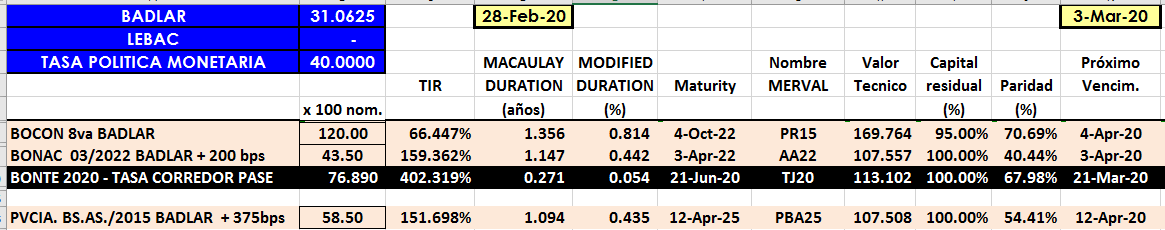 BADLAR 31.0625 28-Feb-20 3-Mar-20
LEBAC -
TASA POLITICA MONETARIA 40.0000 MACAULAY MODIFIED Nombre Valor Capital Próximo
TIR DURATION DURATION Maturity MERVAL Tecnico residual Paridad Vencim.
x 100 nom. (años) (%) (%) (%)
BOCON 8va BADLAR 120.00 66.447% 1.356 0.814 4-Oct-22 PR15 169.764 95.00% 70.69% 4-Apr-20
BONAC 03/2022 BADLAR + 200 bps 43.50 159.362% 1.147 0.442 3-Apr-22 AA22 107.557 100.00% 40.44% 3-Apr-20
BONTE 2020 - TASA CORREDOR PASE 76.890 402.319% 0.271 0.054 21-Jun-20 TJ20 113.102 100.00% 67.98% 21-Mar-20
PVCIA. BS.AS./2015 BADLAR + 375bps 58.50 151.698% 1.094 0.435 12-Apr-25 PBA25 107.508 100.00% 54.41% 12-Apr-20